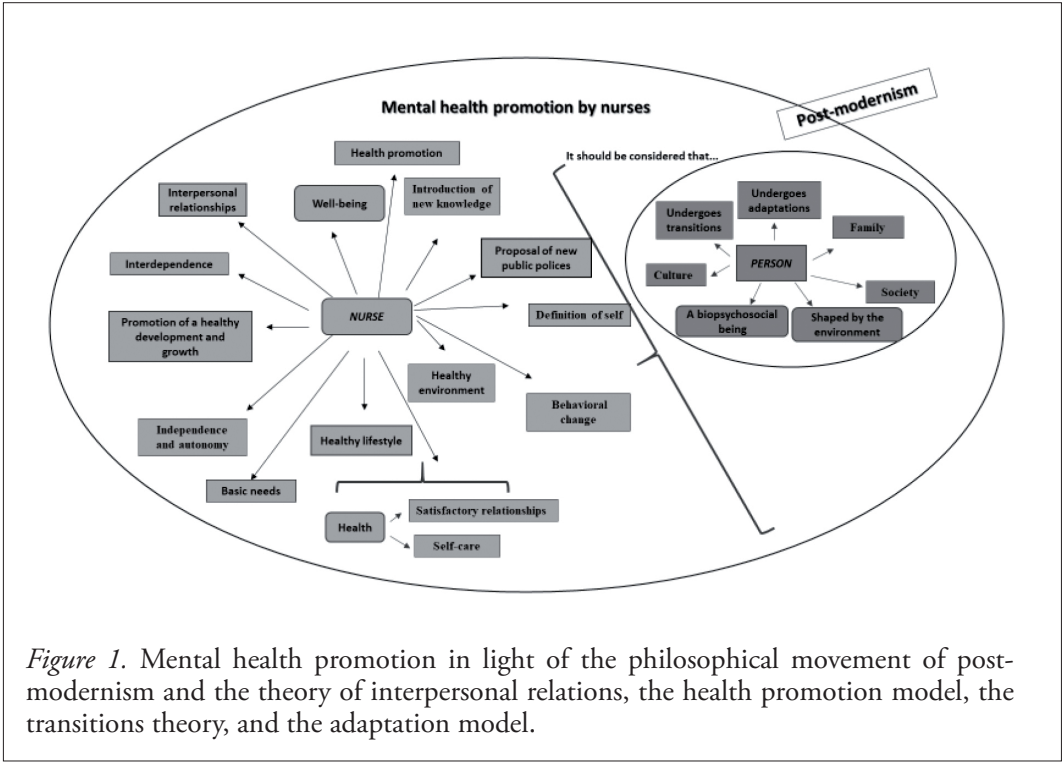 Mental health promotion by nurses
Post-modernism
It should be considered that...
Health promotion
Interpersonal
relationships
Well-being
Introduction of
new knowledge
Interdependence
Proposal of new
public polices
NURSE
Definition of self
Promotion of a healthy
development and
growth
Healthy
environment
Behavioral
change
Independence
and autonomy
Healthy lifestyle
Basic needs
Health
Satisfactory relationships
Self-care
Undergoes
transitions
Undergoes
adaptations
Family
Culture
PERSON
Society
A biopsychosocial
being
Shaped by the
environment
Figure 1. Mental health promotion in light of the philosophical movement of post-
modernism and the theory of interpersonal relations, the health promotion model, the
transitions theory, and the adaptation model.